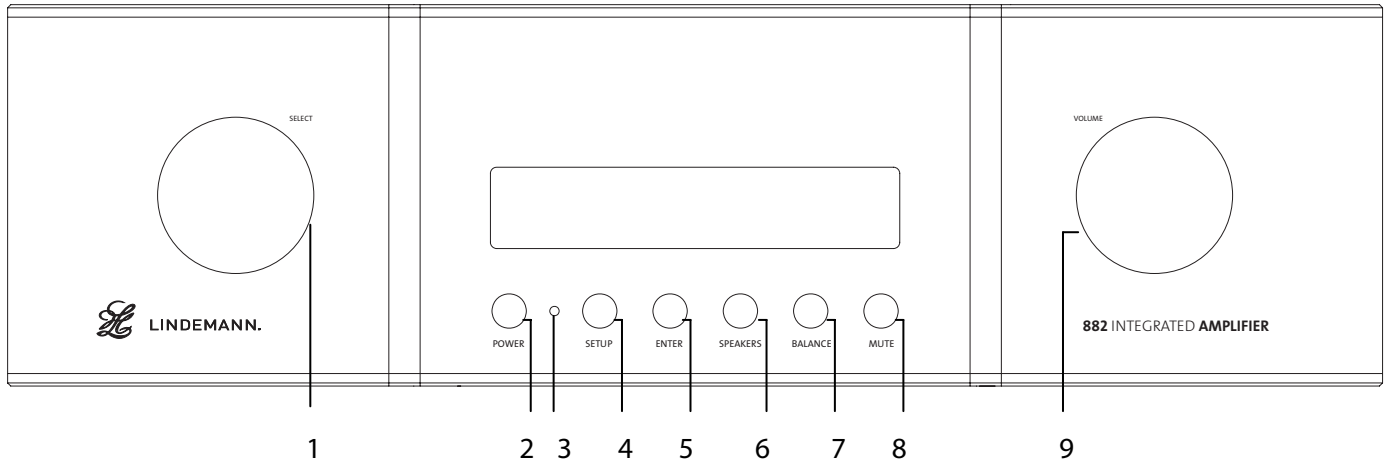 SELECT
VOLUME
LINDEMANN.
882 INTEGRATED AMPLIFIER
POWER SETUP ENTER SPEAKERS BALANCE MUTE
1 2 3 4 5 6 7 8 9